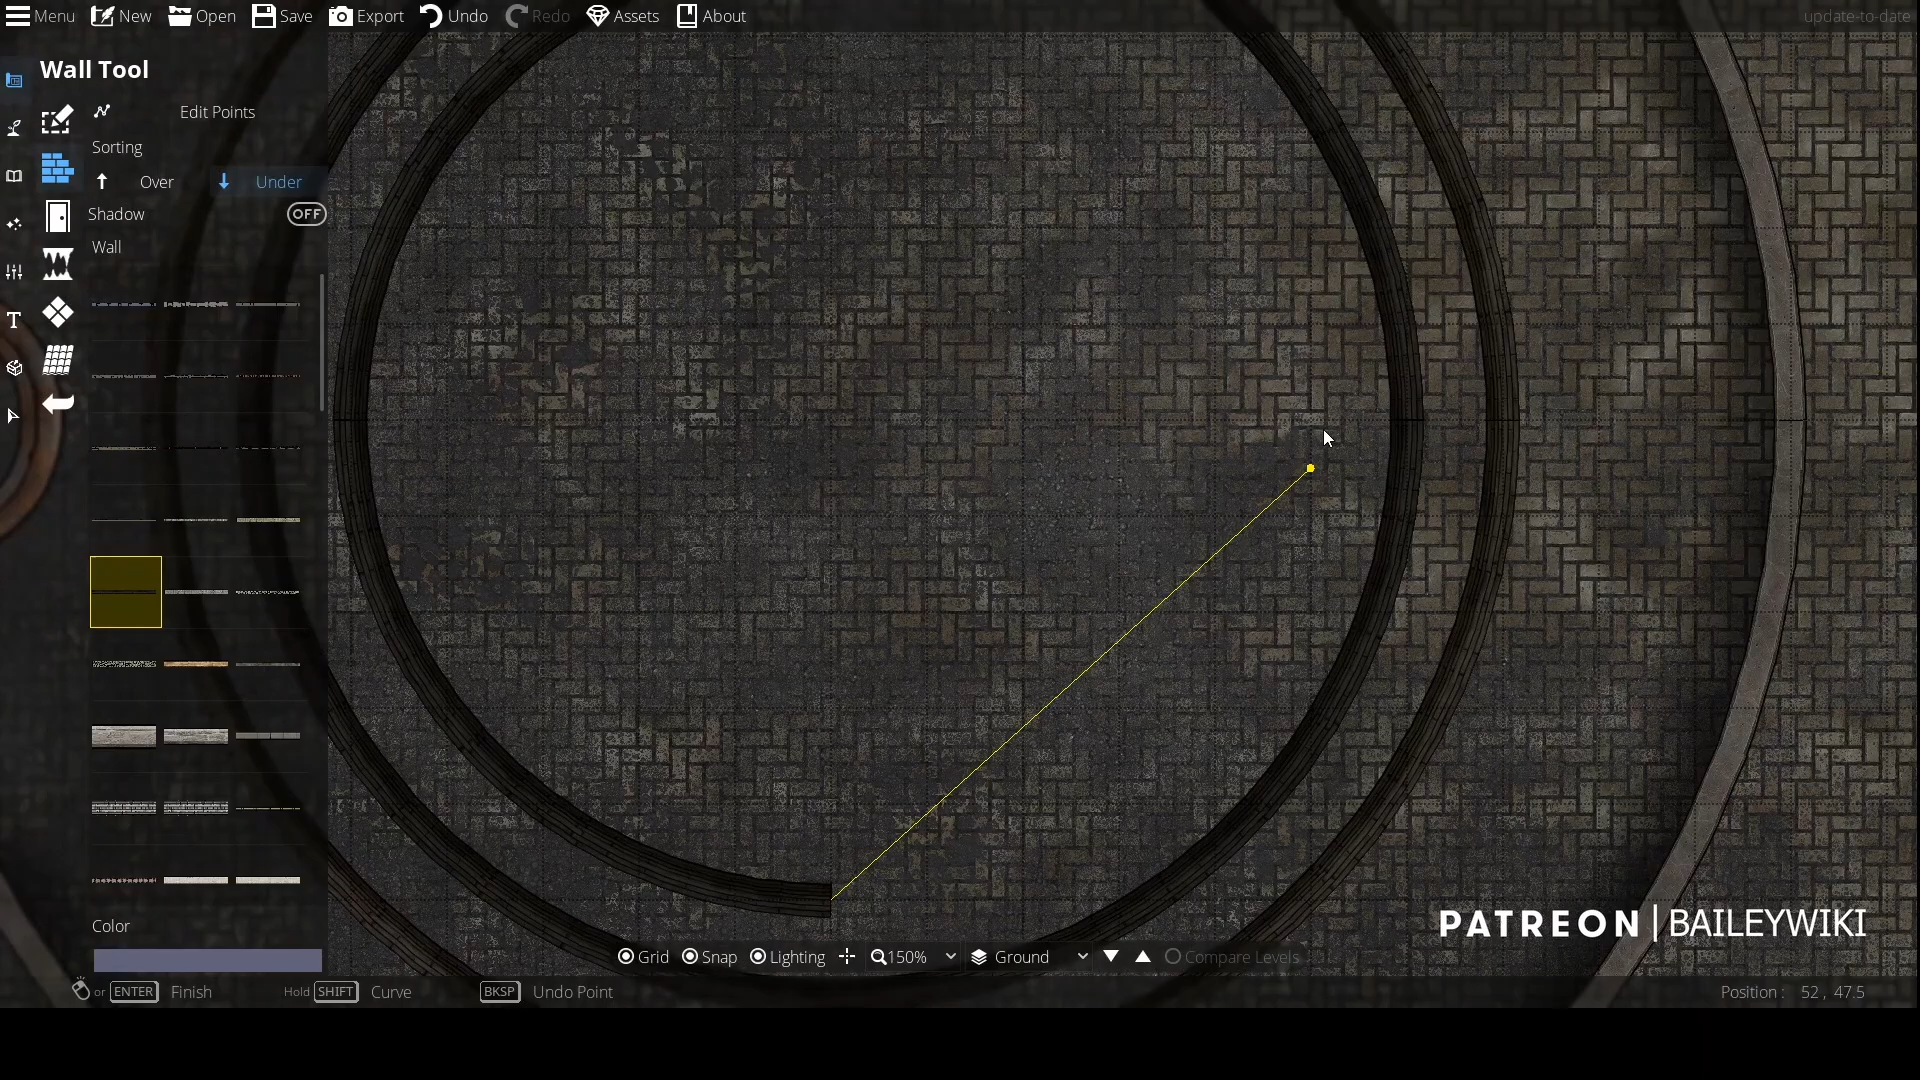 Menu New Open Save Export Undo Redo Assets About update-to-date
Wall Tool
Edit Points
Sorting
Over Under
Shadow OFF
Wall
Color
PATREON | BAILEYWIKI
Grid Snap Lighting 150% Ground Compare Levels
or ENTER Finish Hold SHIFT Curve BKSP Undo Point Position : 52 , 47.5